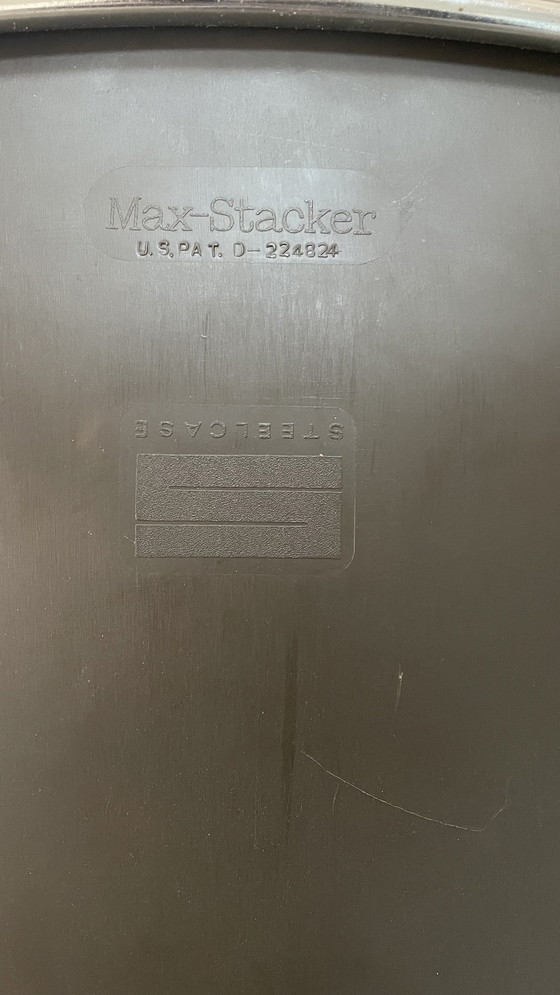 Max-Stacker
U.S.PAT. D-224824
STEELCASE